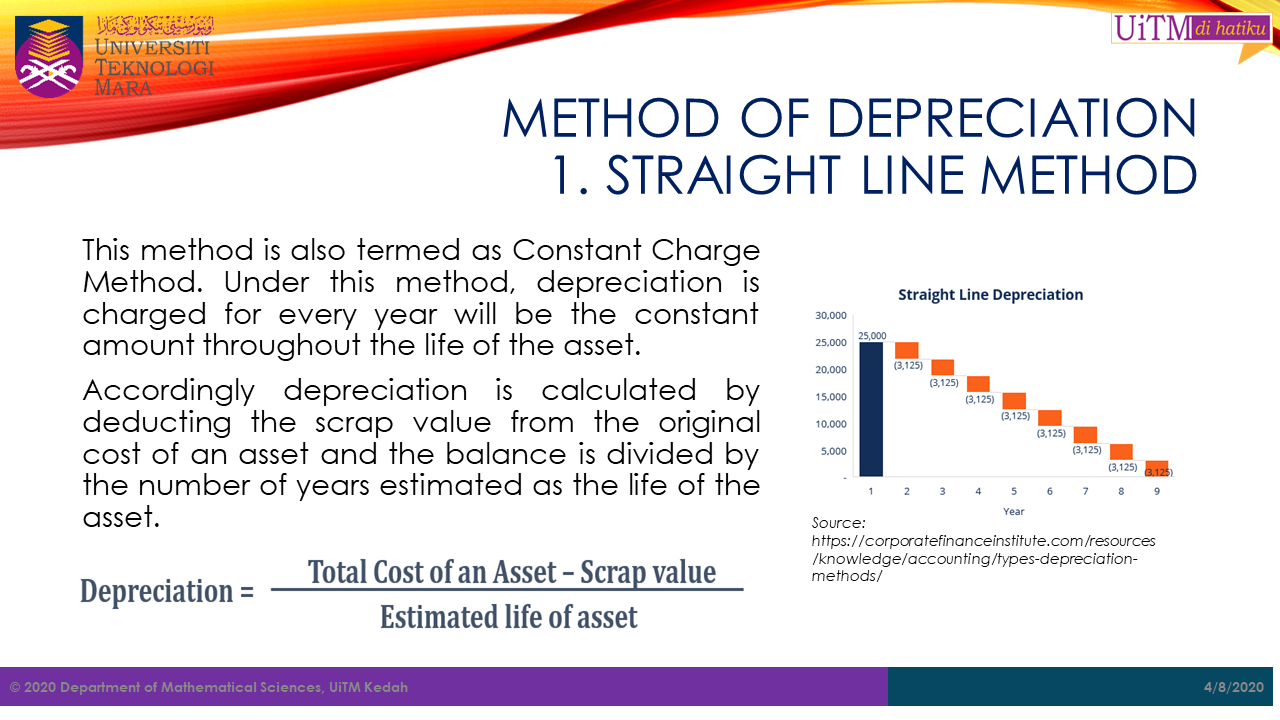 UNIVERSITI
TEKNOLOGI
MARA
UiTM di hatiku
METHOD OF DEPRECIATION
1. STRAIGHT LINE METHOD
This method is also termed as Constant Charge
Method. Under this method, depreciation is
charged for every year will be the constant
amount throughout the life of the asset.
Accordingly depreciation is calculated by
deducting the scrap value from the original
cost of an asset and the balance is divided by
the number of years estimated as the life of the
asset.
Depreciation =
Total Cost of an Asset – Scrap value
Estimated life of asset
Straight Line Depreciation
30,000
25,000
20,000
15,000
10,000
5,000
-
25,000
(3,125)
(3,125)
(3,125)
(3,125)
(3,125)
(3,125)
(3,125)
(3,125)
1 2 3 4 5 6 7 8 9
Year
Source:
https://corporatefinanceinstitute.com/resources
/knowledge/accounting/types-depreciation-
methods/
© 2020 Department of Mathematical Sciences, UiTM Kedah
4/8/2020